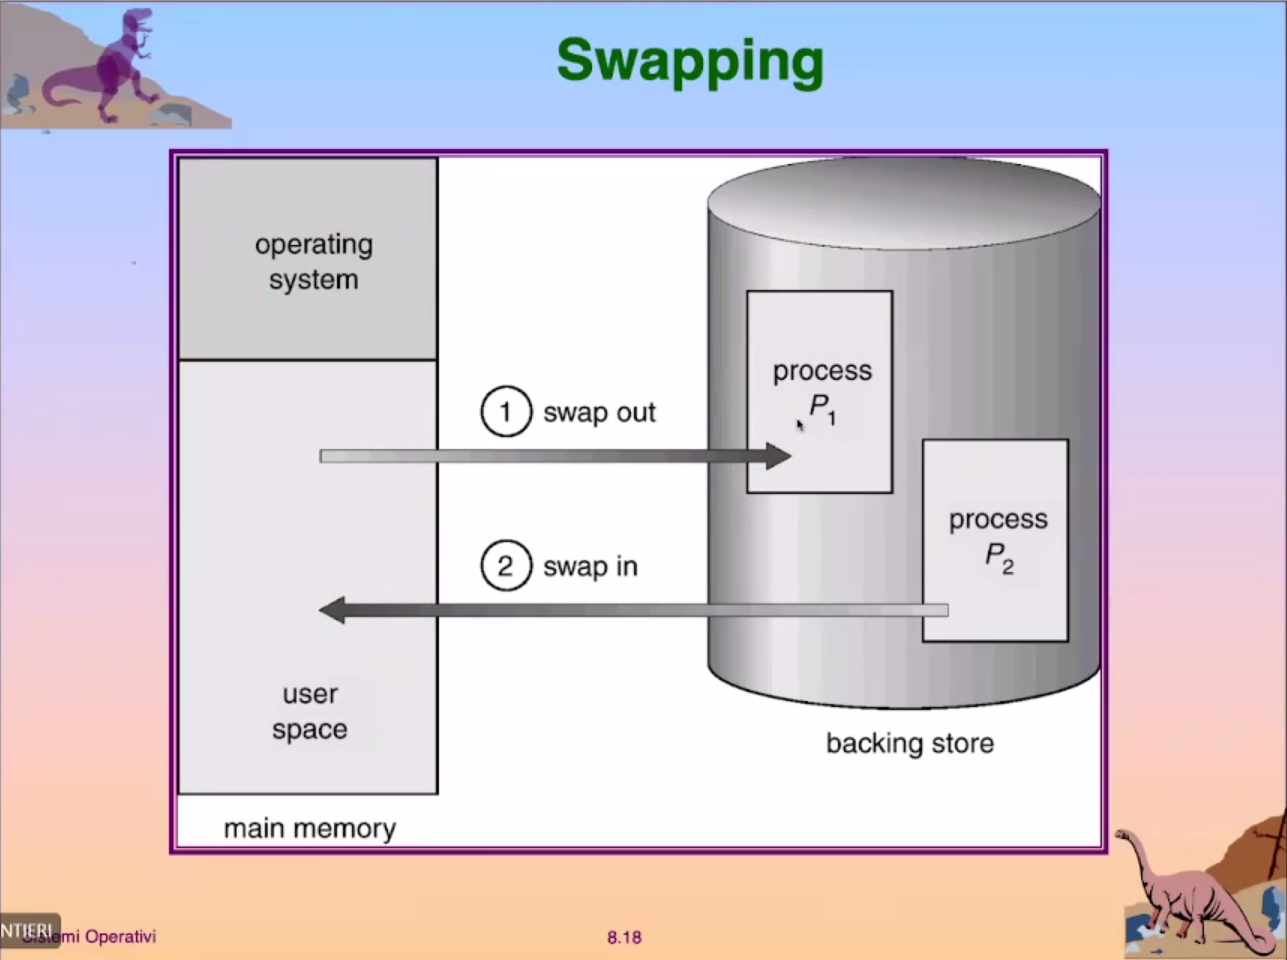 Swapping
operating
system
1 swap out
process
P1
2 swap in
process
P2
user
space
backing store
main memory
NTIERI
Sistemi Operativi
8.18